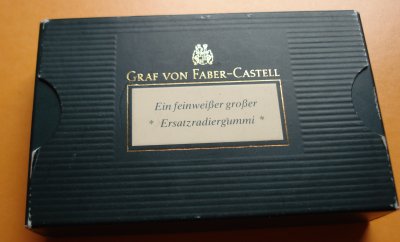 GRAF VON FABER-CASTELL
Ein feinweißer großer
* Ersatzradiergummi *